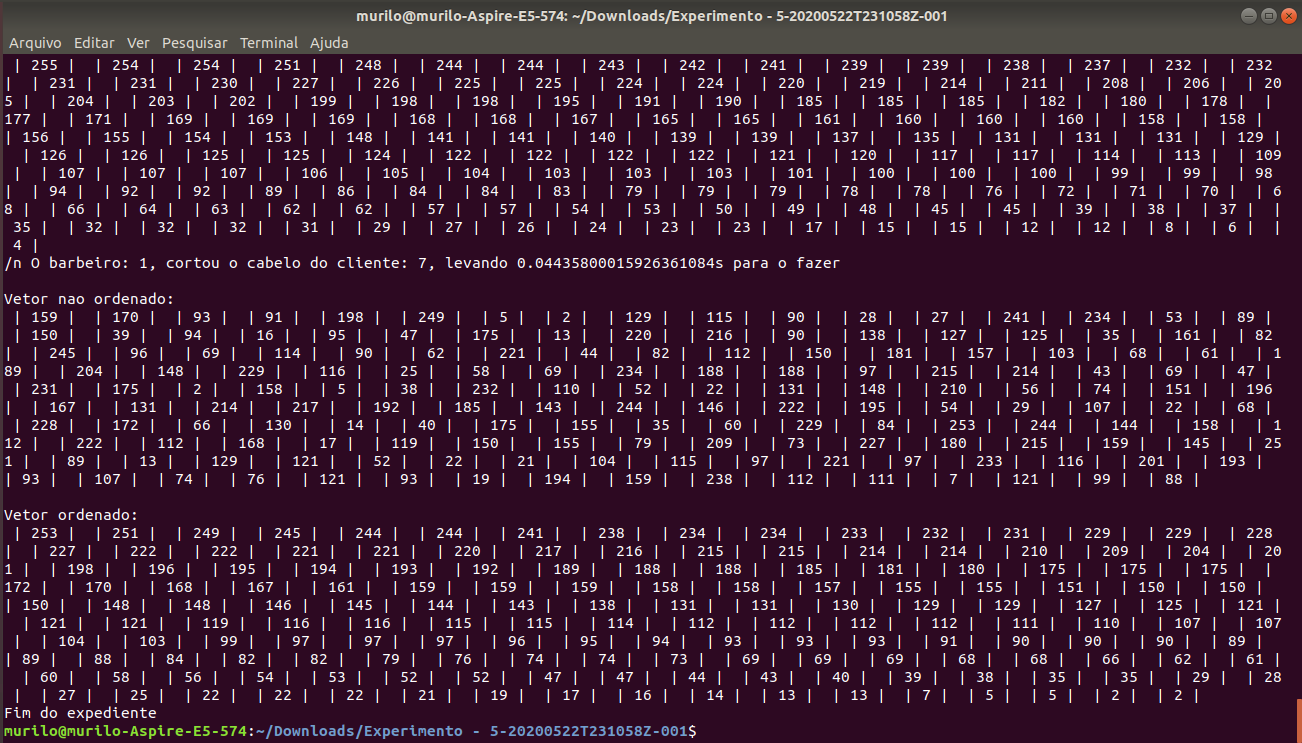 murilo@murilo-Aspire-E5-574: ~/Downloads/Experimento - 5-20200522T231058Z-001
Arquivo Editar Ver Pesquisar Terminal Ajuda
| 255 | | 254 | | 254 | | 251 | | 248 | | 244 | | 244 | | 243 | | 242 | | 241 | | 239 | | 239 | | 238 | | 237 | | 232 | | 232
| | 231 | | 231 | | 230 | | 227 | | 226 | | 225 | | 225 | | 224 | | 224 | | 220 | | 219 | | 214 | | 211 | | 208 | | 206 | | 20
5 | | 204 | | 203 | | 202 | | 199 | | 198 | | 198 | | 195 | | 191 | | 190 | | 185 | | 185 | | 185 | | 182 | | 180 | | 178 | |
177 | | 171 | | 169 | | 169 | | 169 | | 168 | | 168 | | 167 | | 165 | | 165 | | 161 | | 160 | | 160 | | 160 | | 158 | | 158 |
| 156 | | 155 | | 154 | | 153 | | 148 | | 141 | | 141 | | 140 | | 139 | | 139 | | 137 | | 135 | | 131 | | 131 | | 131 | | 129 |
| 126 | | 126 | | 125 | | 125 | | 124 | | 122 | | 122 | | 122 | | 122 | | 121 | | 120 | | 117 | | 117 | | 114 | | 113 | | 109
| | 107 | | 107 | | 107 | | 106 | | 105 | | 104 | | 103 | | 103 | | 103 | | 101 | | 100 | | 100 | | 100 | | 99 | | 99 | | 98
| | 94 | | 92 | | 92 | | 89 | | 86 | | 84 | | 84 | | 83 | | 79 | | 79 | | 79 | | 78 | | 78 | | 76 | | 72 | | 71 | | 70 | | 6
8 | | 66 | | 64 | | 63 | | 62 | | 62 | | 57 | | 57 | | 54 | | 53 | | 50 | | 49 | | 48 | | 45 | | 45 | | 39 | | 38 | | 37 | |
35 | | 32 | | 32 | | 32 | | 31 | | 29 | | 27 | | 26 | | 24 | | 23 | | 23 | | 17 | | 15 | | 15 | | 12 | | 12 | | 8 | | 6 | |
4 |
/n O barbeiro: 1, cortou o cabelo do cliente: 7, levando 0.04435800015926361084s para o fazer
Vetor nao ordenado:
| 159 | | 170 | | 93 | | 91 | | 198 | | 249 | | 5 | | 2 | | 129 | | 115 | | 90 | | 28 | | 27 | | 241 | | 234 | | 53 | | 89 |
| 150 | | 39 | | 94 | | 16 | | 95 | | 47 | | 175 | | 13 | | 220 | | 216 | | 90 | | 138 | | 127 | | 125 | | 35 | | 161 | | 82
| | 245 | | 96 | | 69 | | 114 | | 90 | | 62 | | 221 | | 44 | | 82 | | 112 | | 150 | | 181 | | 157 | | 103 | | 68 | | 61 | | 1
89 | | 204 | | 148 | | 229 | | 116 | | 25 | | 58 | | 69 | | 234 | | 188 | | 188 | | 97 | | 215 | | 214 | | 43 | | 69 | | 47 |
| 231 | | 175 | | 2 | | 158 | | 5 | | 38 | | 232 | | 110 | | 52 | | 22 | | 131 | | 148 | | 210 | | 56 | | 74 | | 151 | | 196
| | 167 | | 131 | | 214 | | 217 | | 192 | | 185 | | 143 | | 244 | | 146 | | 222 | | 195 | | 54 | | 29 | | 107 | | 22 | | 68 |
| 228 | | 172 | | 66 | | 130 | | 14 | | 40 | | 175 | | 155 | | 35 | | 60 | | 229 | | 84 | | 253 | | 244 | | 144 | | 158 | | 1
12 | | 222 | | 112 | | 168 | | 17 | | 119 | | 150 | | 155 | | 79 | | 209 | | 73 | | 227 | | 180 | | 215 | | 159 | | 145 | | 25
1 | | 89 | | 13 | | 129 | | 121 | | 52 | | 22 | | 21 | | 104 | | 115 | | 97 | | 221 | | 97 | | 233 | | 116 | | 201 | | 193 |
| 93 | | 107 | | 74 | | 76 | | 121 | | 93 | | 19 | | 194 | | 159 | | 238 | | 112 | | 111 | | 7 | | 121 | | 99 | | 88 |
Vetor ordenado:
| 253 | | 251 | | 249 | | 245 | | 244 | | 244 | | 241 | | 238 | | 234 | | 234 | | 233 | | 232 | | 231 | | 229 | | 229 | | 228
| | 227 | | 222 | | 222 | | 221 | | 221 | | 220 | | 217 | | 216 | | 215 | | 215 | | 214 | | 214 | | 210 | | 209 | | 204 | | 20
1 | | 198 | | 196 | | 195 | | 194 | | 193 | | 192 | | 189 | | 188 | | 188 | | 185 | | 181 | | 180 | | 175 | | 175 | | 175 | |
172 | | 170 | | 168 | | 167 | | 161 | | 159 | | 159 | | 159 | | 158 | | 158 | | 157 | | 155 | | 155 | | 151 | | 150 | | 150 |
| 150 | | 148 | | 148 | | 146 | | 145 | | 144 | | 143 | | 138 | | 131 | | 131 | | 130 | | 129 | | 129 | | 127 | | 125 | | 121 |
| 121 | | 121 | | 119 | | 116 | | 116 | | 115 | | 115 | | 114 | | 112 | | 112 | | 112 | | 112 | | 111 | | 110 | | 107 | | 107
| | 104 | | 103 | | 99 | | 97 | | 97 | | 97 | | 96 | | 95 | | 94 | | 93 | | 93 | | 93 | | 91 | | 90 | | 90 | | 90 | | 89 |
| 89 | | 88 | | 84 | | 82 | | 82 | | 79 | | 76 | | 74 | | 74 | | 73 | | 69 | | 69 | | 69 | | 68 | | 68 | | 66 | | 62 | | 61 |
| 60 | | 58 | | 56 | | 54 | | 53 | | 52 | | 52 | | 47 | | 47 | | 44 | | 43 | | 40 | | 39 | | 38 | | 35 | | 35 | | 29 | | 28
| | 27 | | 25 | | 22 | | 22 | | 22 | | 21 | | 19 | | 17 | | 16 | | 14 | | 13 | | 13 | | 7 | | 5 | | 5 | | 2 | | 2 |
Fim do expediente
murilo@murilo-Aspire-E5-574:~/Downloads/Experimento - 5-20200522T231058Z-001$